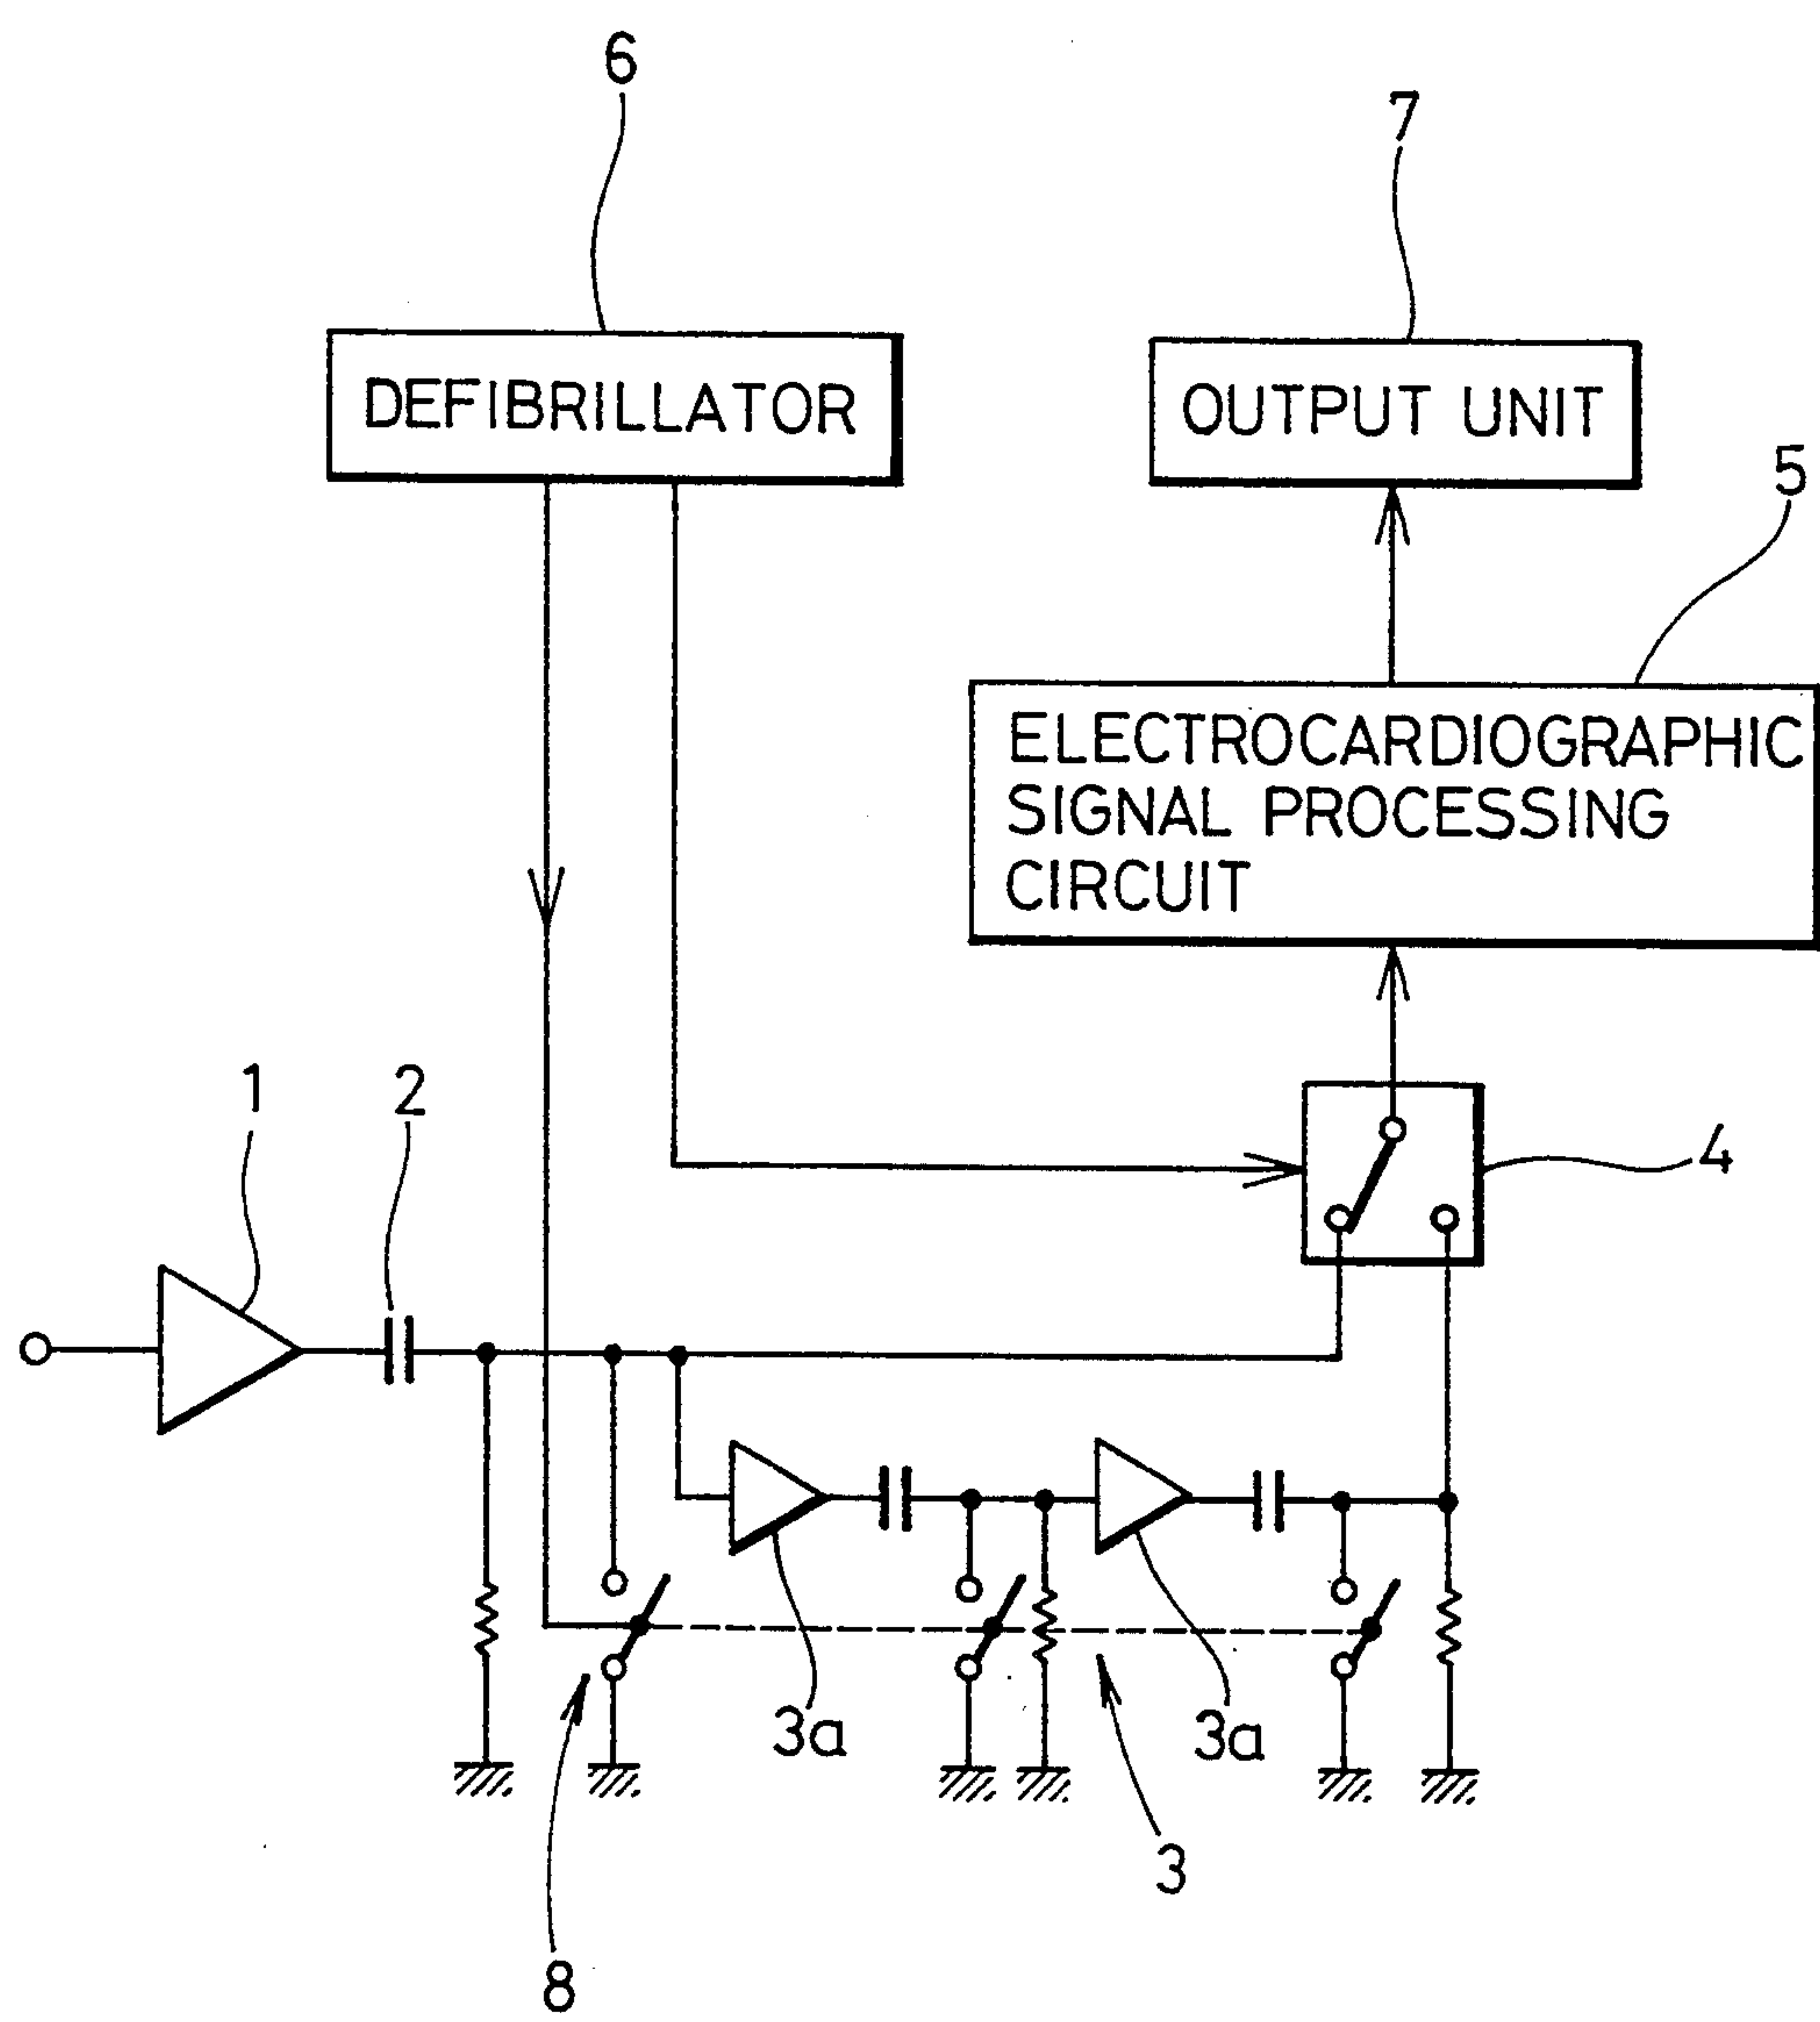 6
7
DEFIBRILLATOR
OUTPUT UNIT
5
ELECTROCARDIOGRAPHIC
SIGNAL PROCESSING
CIRCUIT
1
2
4
3a
3a
3
8